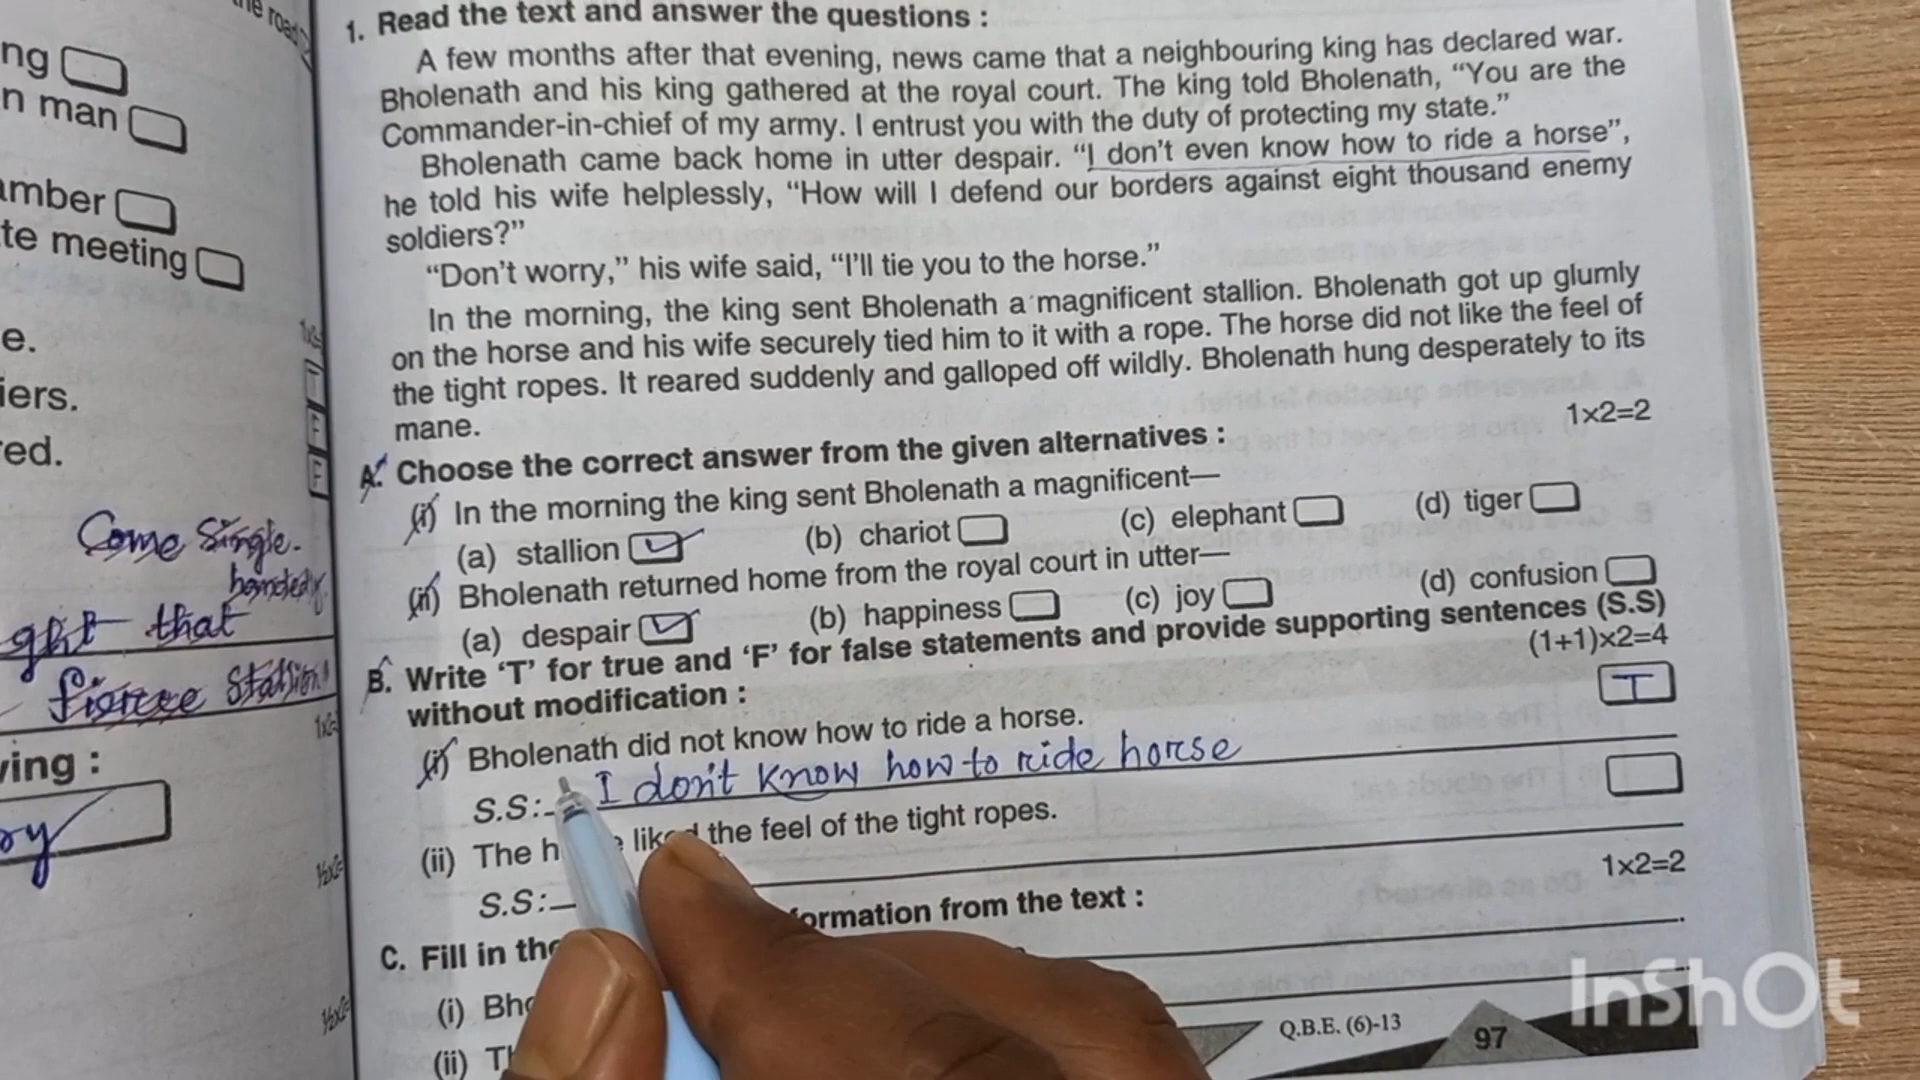 the road
ng
n man
amber
te meeting
e.
iers.
red.
T
F
F
Come Single-
handedly
ght that
fierce Stallion
ving :
oy
1. Read the text and answer the questions :
A few months after that evening, news came that a neighbouring king has declared war.
Bholenath and his king gathered at the royal court. The king told Bholenath, “You are the
Commander-in-chief of my army. I entrust you with the duty of protecting my state.”
Bholenath came back home in utter despair. “I don’t even know how to ride a horse”,
he told his wife helplessly, “How will I defend our borders against eight thousand enemy
soldiers?”
“Don’t worry,” his wife said, “I’ll tie you to the horse.”
In the morning, the king sent Bholenath a magnificent stallion. Bholenath got up glumly
on the horse and his wife securely tied him to it with a rope. The horse did not like the feel of
the tight ropes. It reared suddenly and galloped off wildly. Bholenath hung desperately to its
mane.
A. Choose the correct answer from the given alternatives : 1×2=2
(i) In the morning the king sent Bholenath a magnificent—
(a) stallion (b) chariot (c) elephant (d) tiger
(ii) Bholenath returned home from the royal court in utter—
(a) despair (b) happiness (c) joy (d) confusion
B. Write ‘T’ for true and ‘F’ for false statements and provide supporting sentences (S.S)
without modification : (1+1)×2=4
(i) Bholenath did not know how to ride a horse. T
S.S: I don't know how to ride horse
(ii) The h liked the feel of the tight ropes.
S.S:
C. Fill in the ormation from the text : 1×2=2
(i) Bho
(ii) Th
Q.B.E. (6)-13 97
InShOt